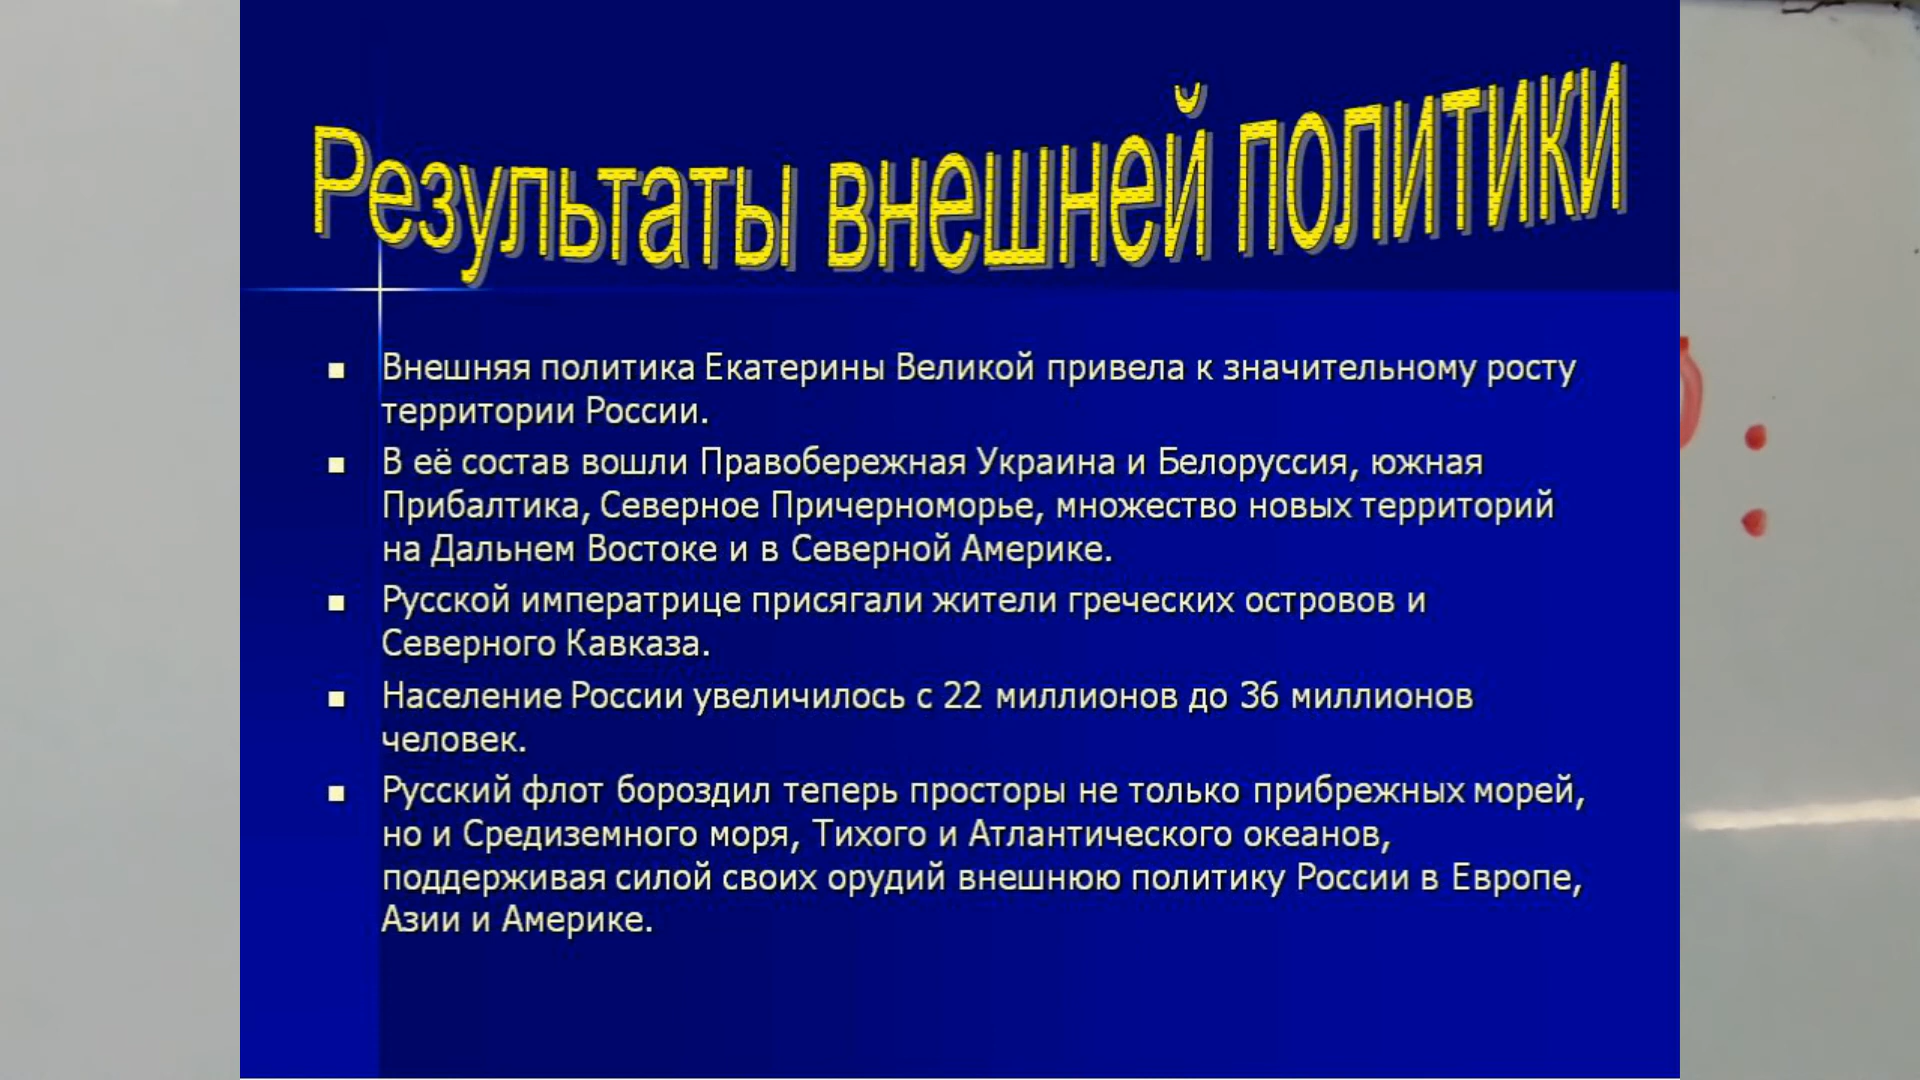 Результаты внешней политики
Внешняя политика Екатерины Великой привела к значительному росту
территории России.
В её состав вошли Правобережная Украина и Белоруссия, южная
Прибалтика, Северное Причерноморье, множество новых территорий
на Дальнем Востоке и в Северной Америке.
Русской императрице присягали жители греческих островов и
Северного Кавказа.
Население России увеличилось с 22 миллионов до 36 миллионов
человек.
Русский флот бороздил теперь просторы не только прибрежных морей,
но и Средиземного моря, Тихого и Атлантического океанов,
поддерживая силой своих орудий внешнюю политику России в Европе,
Азии и Америке.